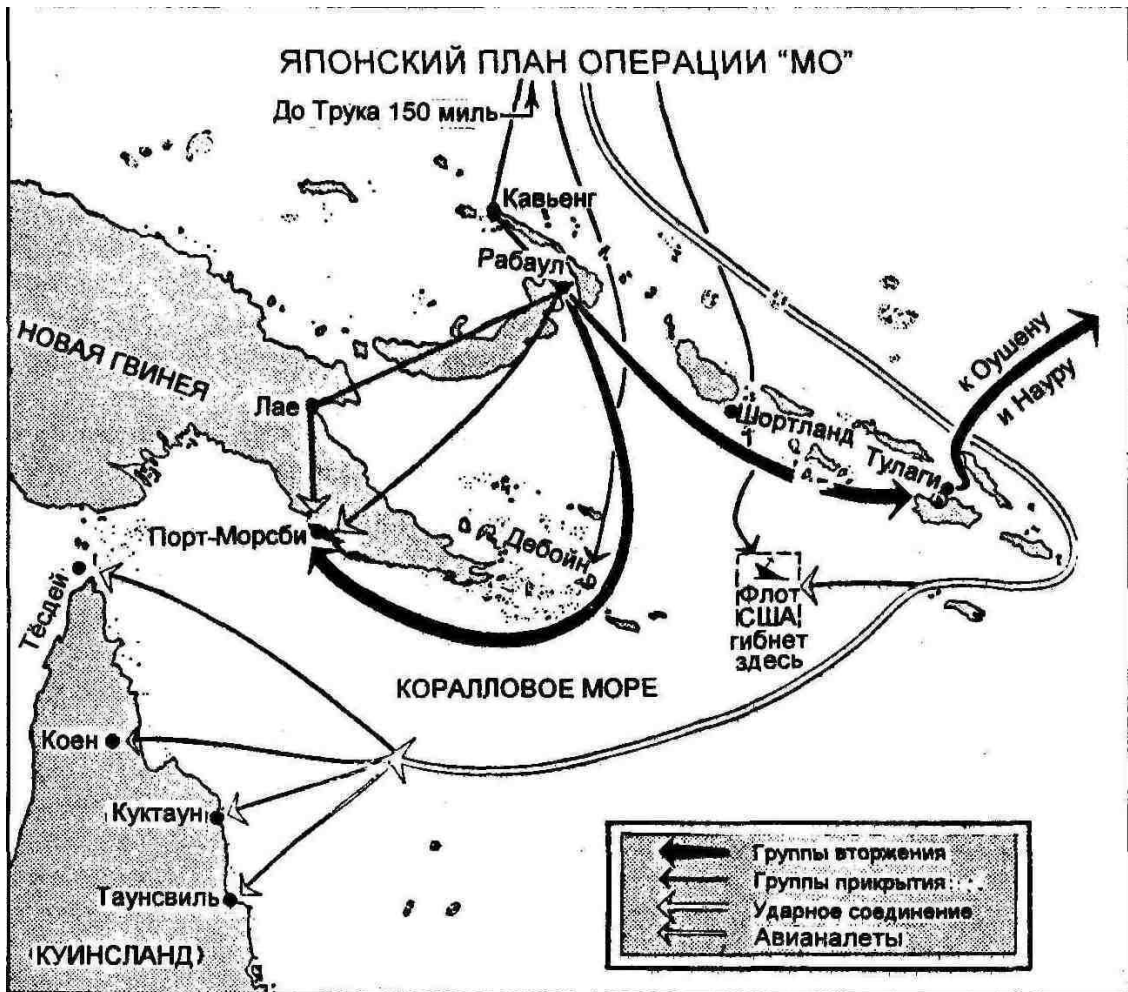 ЯПОНСКИЙ ПЛАН ОПЕРАЦИИ "МО"
До Трука 150 миль
Кавьенг
Рабаул
НОВАЯ ГВИНЕЯ
Лае
Шортланд
Тулаги
к Оушену
и Науру
Порт-Морсби
Дебойн
Тёсдей
Флот
США
гибнет
здесь
КОРАЛЛОВОЕ МОРЕ
Коен
Куктаун
Таунсвиль
(КУИНСЛАНД)
Группы вторжения
Группы прикрытия
Ударное соединение
Авианалеты